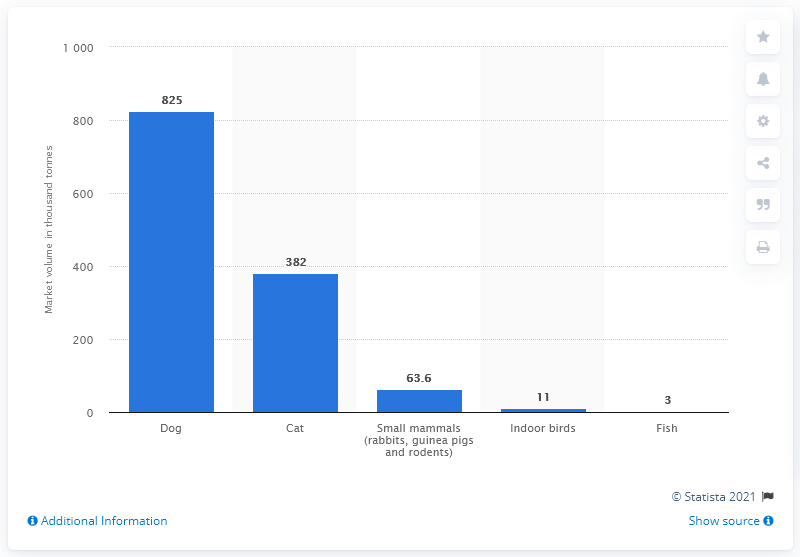 1 000
800
600
400
200
0
Market volume in thousand tonnes
825
382
63.6
11
3
Dog
Cat
Small mammals
(rabbits, guinea pigs
and rodents)
Indoor birds
Fish
© Statista 2021
Additional Information
Show source